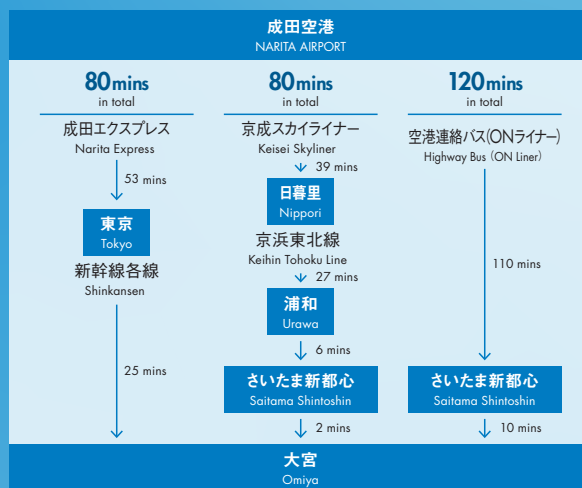 成田空港
NARITA AIRPORT
80mins
in total
成田エクスプレス
Narita Express
53 mins
東京
Tokyo
新幹線各線
Shinkansen
25 mins
80mins
in total
京成スカイライナー
Keisei Skyliner
39 mins
日暮里
Nippori
京浜東北線
Keihin Tohoku Line
27 mins
浦和
Urawa
6 mins
さいたま新都心
Saitama Shintoshin
2 mins
120mins
in total
空港連絡バス(ONライナー)
Highway Bus (ON Liner)
110 mins
さいたま新都心
Saitama Shintoshin
10 mins
大宮
Omiya